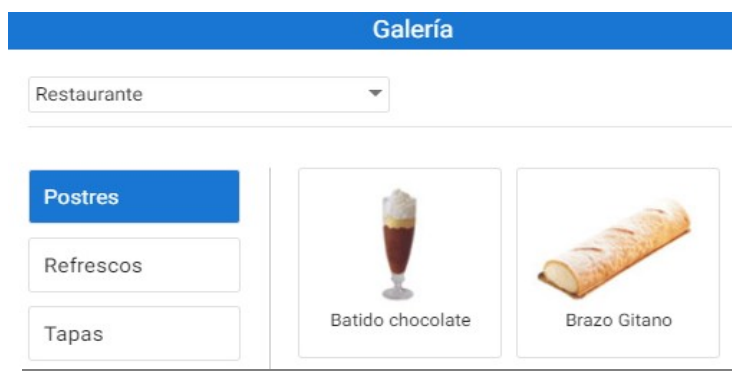 Galería
Restaurante
Postres
Refrescos
Tapas
Batido chocolate
Brazo Gitano